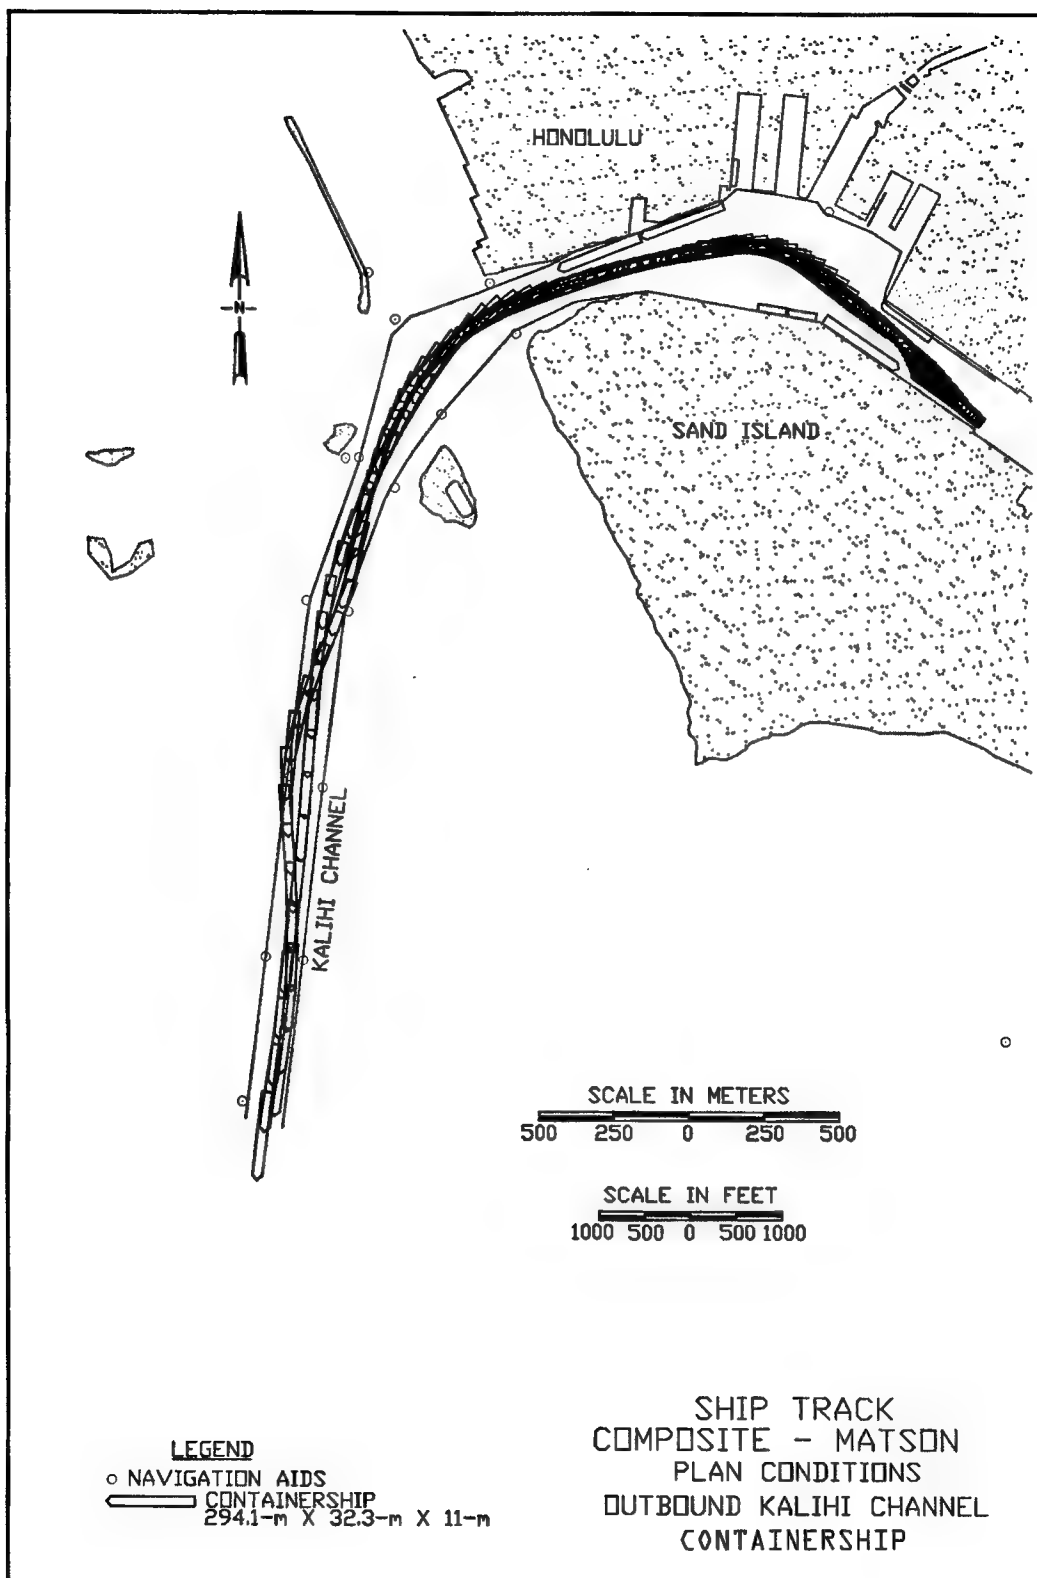 HONOLULU
N
SAND ISLAND
KALIHI CHANNEL
SCALE IN METERS
500 250 0 250 500
SCALE IN FEET
1000 500 0 500 1000
SHIP TRACK
COMPOSITE - MATSON
PLAN CONDITIONS
OUTBOUND KALIHI CHANNEL
CONTAINERSHIP
LEGEND
NAVIGATION AIDS
CONTAINERSHIP
294.1-m X 32.3-m X 11-m